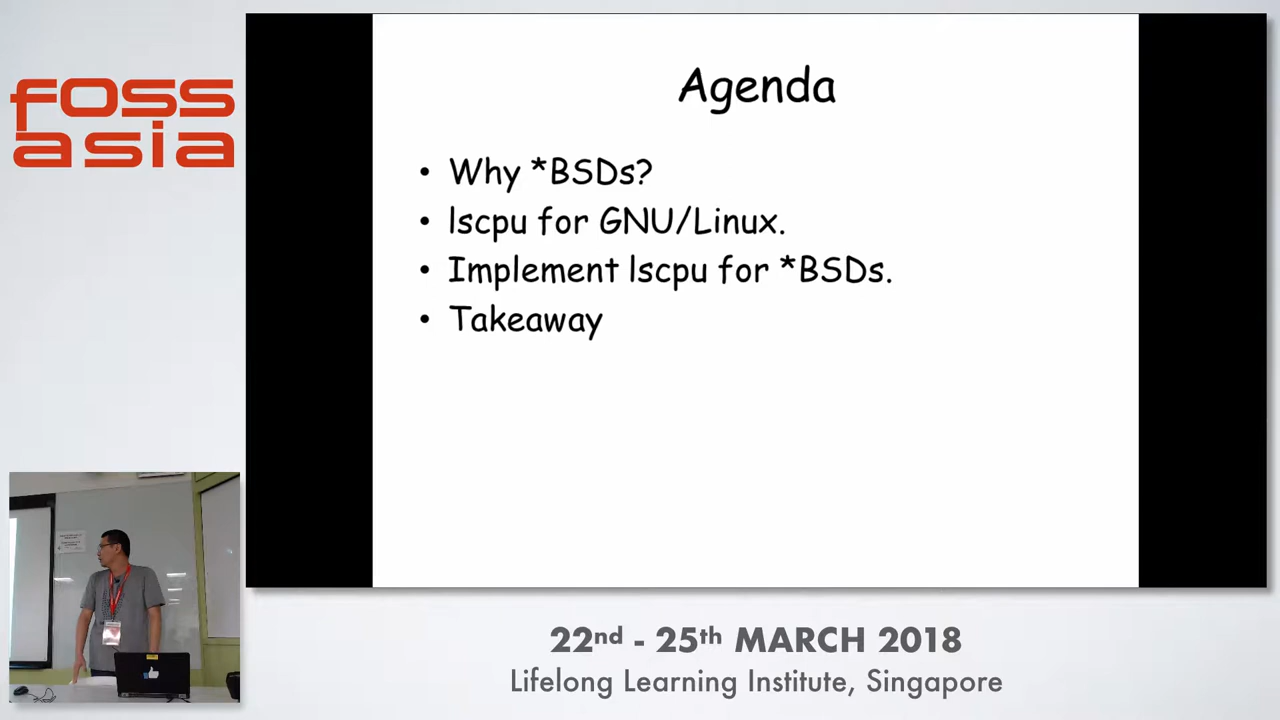 foss
asia
Agenda
• Why *BSDs?
• lscpu for GNU/Linux.
• Implement lscpu for *BSDs.
• Takeaway
22nd - 25th MARCH 2018
Lifelong Learning Institute, Singapore